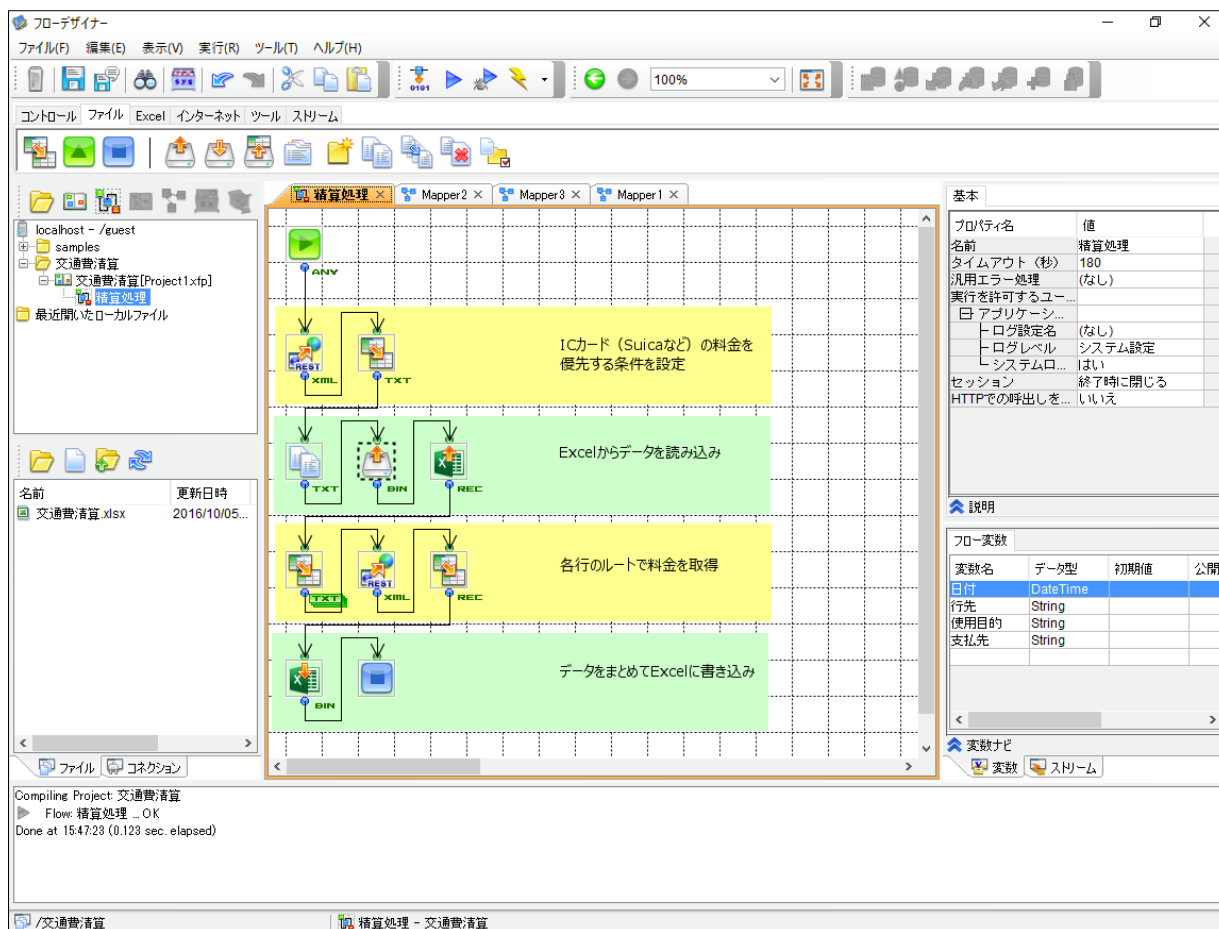 フローデザイナー
ファイル(F) 編集(E) 表示(V) 実行(R) ツール(T) ヘルプ(H)
sys
0101
100%
コントロール ファイル Excel インターネット ツール ストリーム
localhost - /guest
samples
交通費清算
交通費清算[Project1.xfp]
精算処理
最近開いたローカルファイル
名前 更新日時
交通費清算.xlsx 2016/10/05...
ファイル コネクション
精算処理 Mapper2 Mapper3 Mapper1
ANY
REST
XML TXT
ICカード（Suicaなど）の料金を
優先する条件を設定
TXT BIN REC
Excelからデータを読み込み
REST
TXT XML REC
各行のルートで料金を取得
BIN
データをまとめてExcelに書き込み
基本
プロパティ名 値
名前 精算処理
タイムアウト（秒） 180
汎用エラー処理 (なし)
実行を許可するユー...
アプリケーシ...
ログ設定名 (なし)
ログレベル システム設定
システムロ... はい
セッション 終了時に閉じる
HTTPでの呼出しを... いいえ
説明
フロー変数
変数名 データ型 初期値 公開
日付 DateTime
行先 String
使用目的 String
支払先 String
変数ナビ
変数 ストリーム
Compiling Project: 交通費清算
Flow: 精算処理 ... OK
Done at 15:47:23 (0.123 sec. elapsed)
/交通費清算 精算処理 - 交通費清算